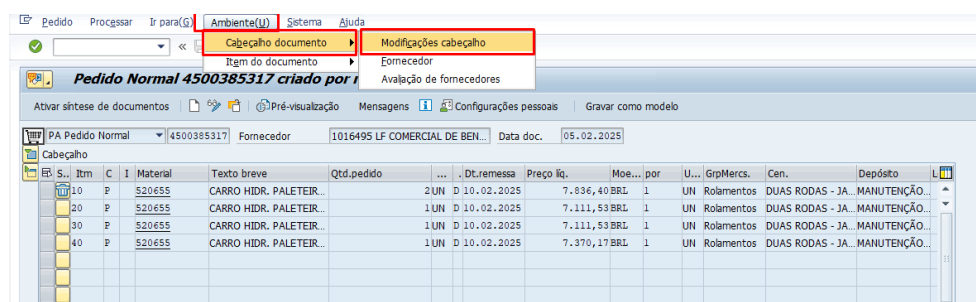 Pedido Processar Ir para(G) Ambiente(U) Sistema Ajuda
Cabeçalho documento Modificações cabeçalho
Item do documento Fornecedor
Avaliação de fornecedores
Pedido Normal 4500385317 criado por
Ativar síntese de documentos Pré-visualização Mensagens Configurações pessoais Gravar como modelo
PA Pedido Normal 4500385317 Fornecedor 1016495 LF COMERCIAL DE BEN... Data doc. 05.02.2025
Cabeçalho
S.. Itm C I Material Texto breve Qtd.pedido ... . Dt.remessa Preço líq. Moe... por U... GrpMercs. Cen. Depósito L
10 P 520655 CARRO HIDR. PALETEIR... 2 UN D 10.02.2025 7.836,40 BRL 1 UN Rolamentos DUAS RODAS - JA... MANUTENÇÃO...
20 P 520655 CARRO HIDR. PALETEIR... 1 UN D 10.02.2025 7.111,53 BRL 1 UN Rolamentos DUAS RODAS - JA... MANUTENÇÃO...
30 P 520655 CARRO HIDR. PALETEIR... 1 UN D 10.02.2025 7.111,53 BRL 1 UN Rolamentos DUAS RODAS - JA... MANUTENÇÃO...
40 P 520655 CARRO HIDR. PALETEIR... 1 UN D 10.02.2025 7.370,17 BRL 1 UN Rolamentos DUAS RODAS - JA... MANUTENÇÃO...